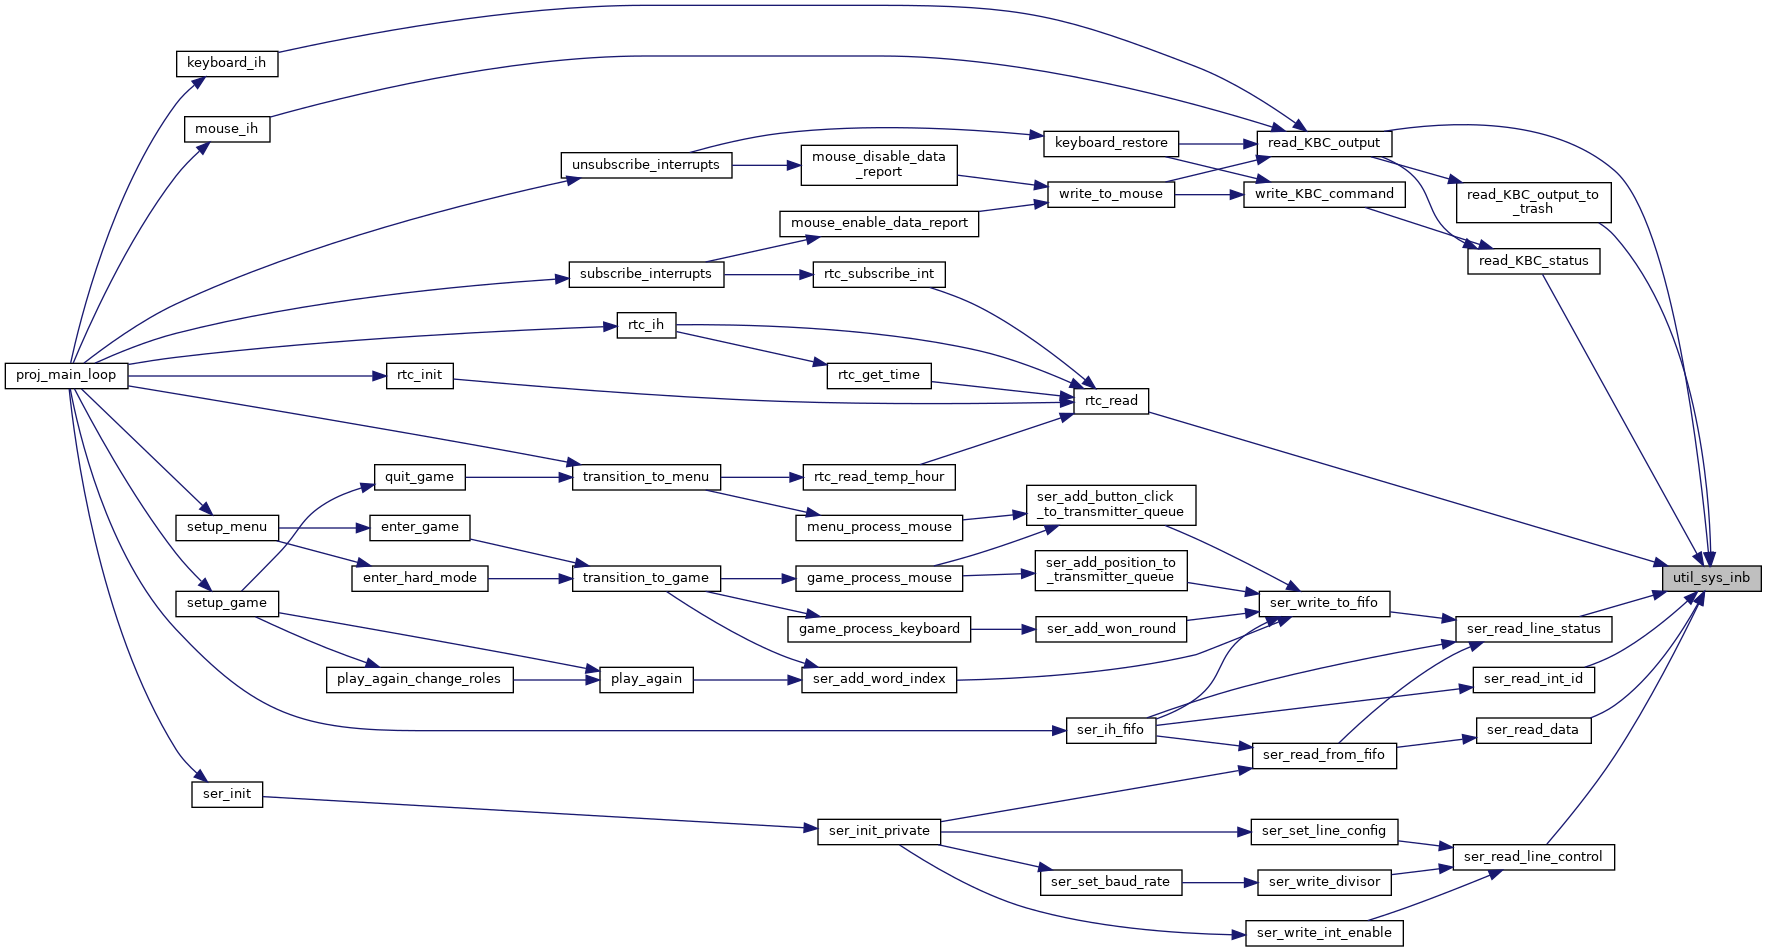 keyboard_ih
mouse_ih
unsubscribe_interrupts
mouse_disable_data
_report
mouse_enable_data_report
keyboard_restore
write_to_mouse
read_KBC_output
write_KBC_command
read_KBC_output_to
_trash
read_KBC_status
subscribe_interrupts
rtc_subscribe_int
rtc_ih
proj_main_loop
rtc_init
rtc_get_time
rtc_read
quit_game
transition_to_menu
rtc_read_temp_hour
setup_menu
enter_game
menu_process_mouse
ser_add_button_click
_to_transmitter_queue
enter_hard_mode
transition_to_game
game_process_mouse
ser_add_position_to
_transmitter_queue
util_sys_inb
setup_game
ser_write_to_fifo
game_process_keyboard
ser_add_won_round
ser_read_line_status
play_again_change_roles
play_again
ser_add_word_index
ser_read_int_id
ser_ih_fifo
ser_read_data
ser_read_from_fifo
ser_init
ser_init_private
ser_set_line_config
ser_read_line_control
ser_set_baud_rate
ser_write_divisor
ser_write_int_enable